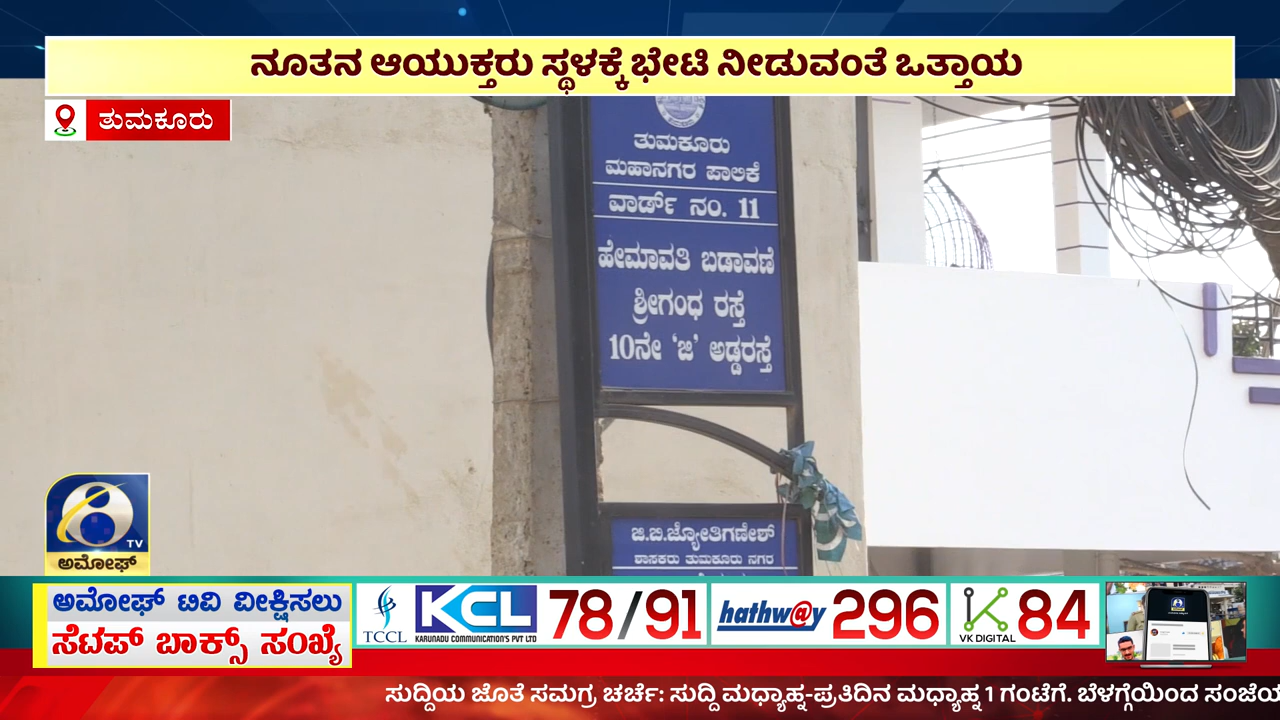 ನೂತನ ಆಯುಕ್ತರು ಸ್ಥಳಕ್ಕೆ ಭೇಟಿ ನೀಡುವಂತೆ ಒತ್ತಾಯ
ತುಮಕೂರು
ತುಮಕೂರು
ಮಹಾನಗರ ಪಾಲಿಕೆ
ವಾರ್ಡ್ ನಂ. 11
ಹೇಮಾವತಿ ಬಡಾವಣೆ
ಶ್ರೀಗಂಧ ರಸ್ತೆ
10ನೇ 'ಜಿ' ಅಡ್ಡರಸ್ತೆ
ಜಿ.ಬಿ.ಜ್ಯೋತಿಗಣೇಶ್
ಶಾಸಕರು ತುಮಕೂರು ನಗರ
TV
ಅಮೋಘ್
ಅಮೋಘ್ ಟಿವಿ ವೀಕ್ಷಿಸಲು
ಸೆಟಪ್ ಬಾಕ್ಸ್ ಸಂಖ್ಯೆ
TCCL
KCL
KARUNADU COMMUNICATION'S PVT LTD
78/91
hathw@y
296
VK DIGITAL
84
ಸುದ್ದಿಯ ಜೊತೆ ಸಮಗ್ರ ಚರ್ಚೆ: ಸುದ್ದಿ ಮಧ್ಯಾಹ್ನ-ಪ್ರತಿದಿನ ಮಧ್ಯಾಹ್ನ 1 ಗಂಟೆಗೆ. ಬೆಳಗ್ಗೆಯಿಂದ ಸಂಜೆಯ